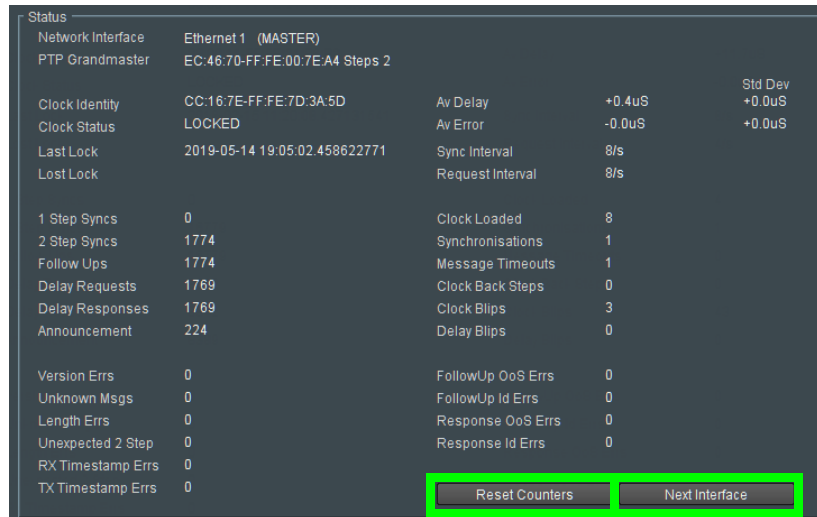 Status
Network Interface Ethernet 1 (MASTER)
PTP Grandmaster EC:46:70-FF:FE:00:7E:A4 Steps 2
Std Dev
Clock Identity CC:16:7E-FF:FE:7D:3A:5D Av Delay +0.4uS +0.0uS
Clock Status LOCKED Av Error -0.0uS +0.0uS
Last Lock 2019-05-14 19:05:02.458622771 Sync Interval 8/s
Lost Lock Request Interval 8/s
1 Step Syncs 0 Clock Loaded 8
2 Step Syncs 1774 Synchronisations 1
Follow Ups 1774 Message Timeouts 1
Delay Requests 1769 Clock Back Steps 0
Delay Responses 1769 Clock Blips 3
Announcement 224 Delay Blips 0
Version Errs 0 FollowUp OoS Errs 0
Unknown Msgs 0 FollowUp Id Errs 0
Length Errs 0 Response OoS Errs 0
Unexpected 2 Step 0 Response Id Errs 0
RX Timestamp Errs 0
TX Timestamp Errs 0 Reset Counters Next Interface